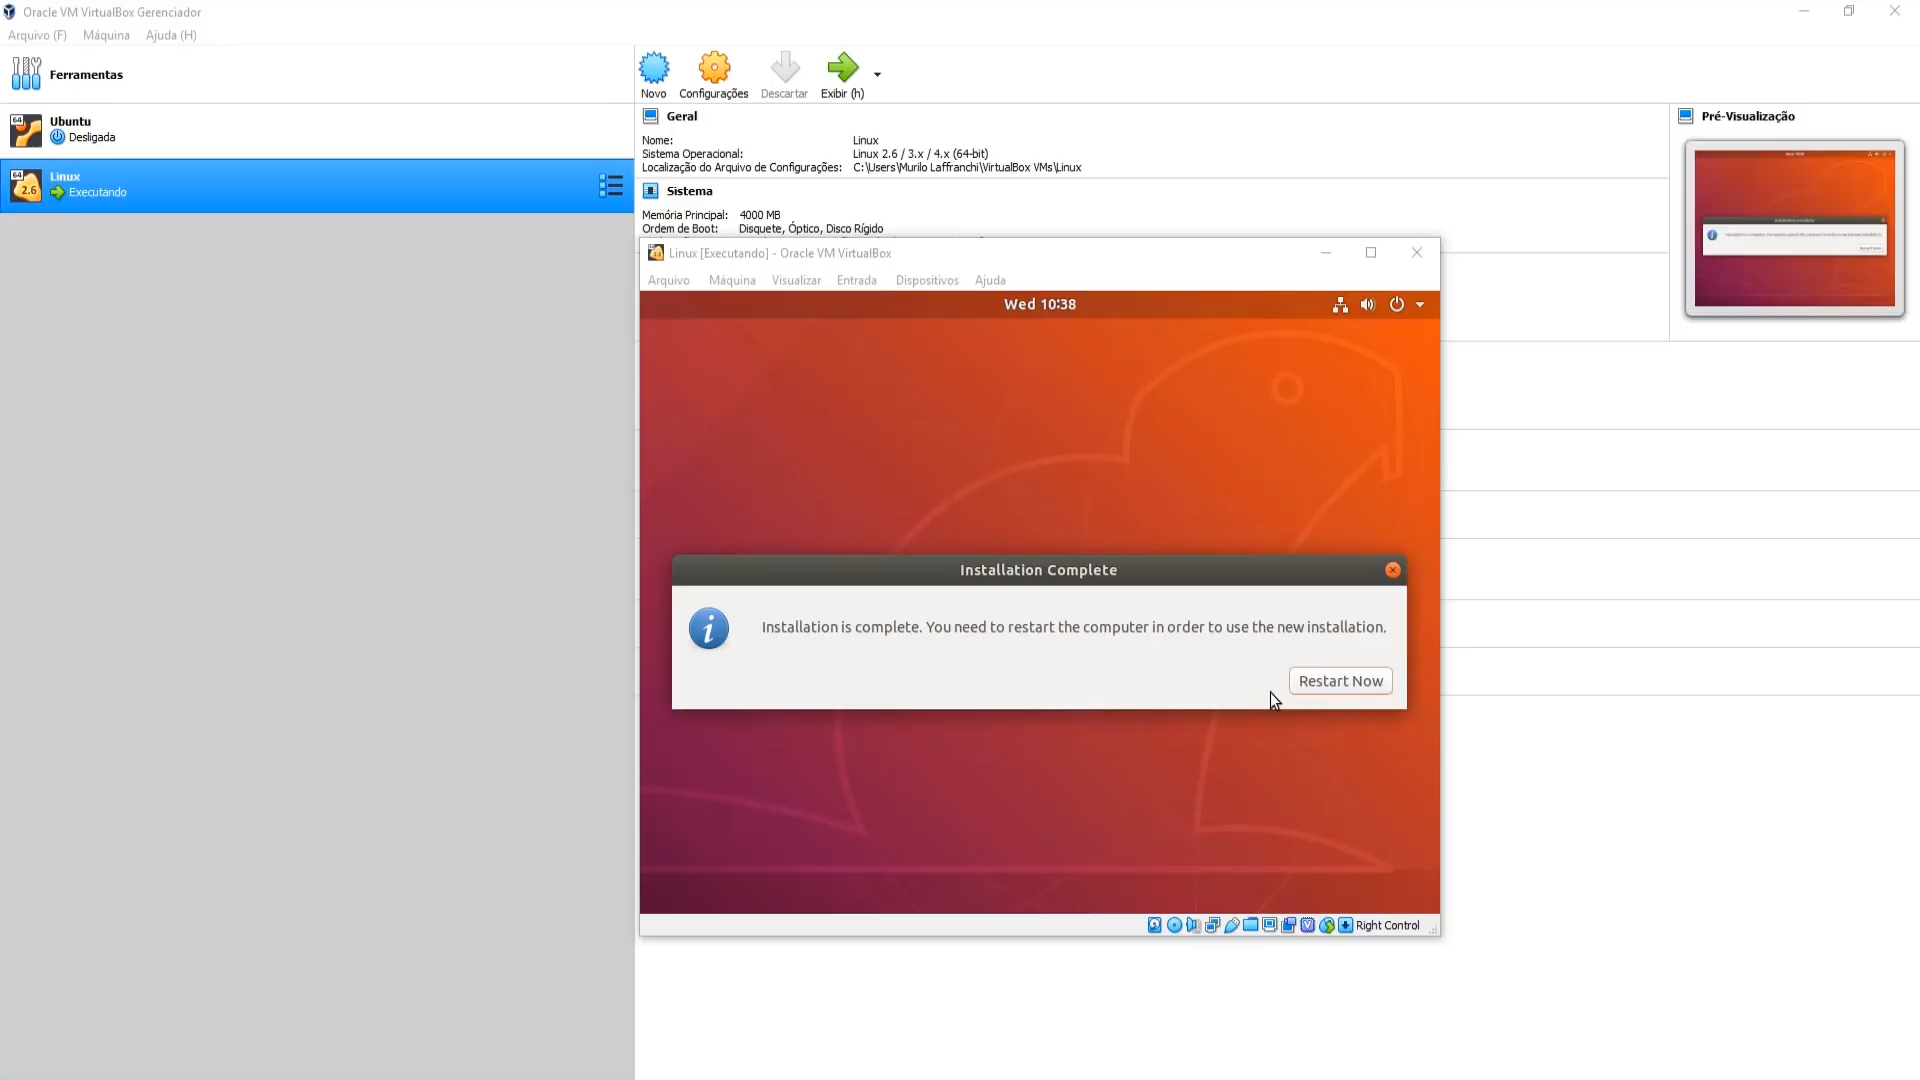 Oracle VM VirtualBox Gerenciador
Arquivo (F) Máquina Ajuda (H)
Ferramentas
Novo Configurações Descartar Exibir (h)
64
Ubuntu
Desligada
64
2.6
Linux
Executando
Geral
Nome: Linux
Sistema Operacional: Linux 2.6 / 3.x / 4.x (64-bit)
Localização do Arquivo de Configurações: C:\Users\Murilo Laffranchi\VirtualBox VMs\Linux
Sistema
Memória Principal: 4000 MB
Ordem de Boot: Disquete, Óptico, Disco Rígido
Pré-Visualização
Linux [Executando] - Oracle VM VirtualBox
Arquivo Máquina Visualizar Entrada Dispositivos Ajuda
Wed 10:38
Installation Complete
Installation is complete. You need to restart the computer in order to use the new installation.
Restart Now
Right Control